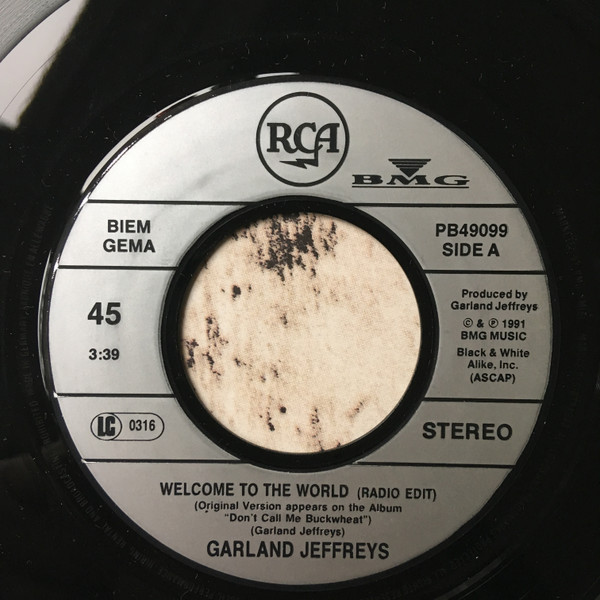 RCA
BMG
BIEM
GEMA
PB49099
SIDE A
45
3:39
Produced by
Garland Jeffreys
© & ℗ 1991
BMG MUSIC
Black & White
Alike, Inc.
(ASCAP)
LC 0316
STEREO
WELCOME TO THE WORLD (RADIO EDIT)
(Original Version appears on the Album
"Don't Call Me Buckwheat")
(Garland Jeffreys)
GARLAND JEFFREYS